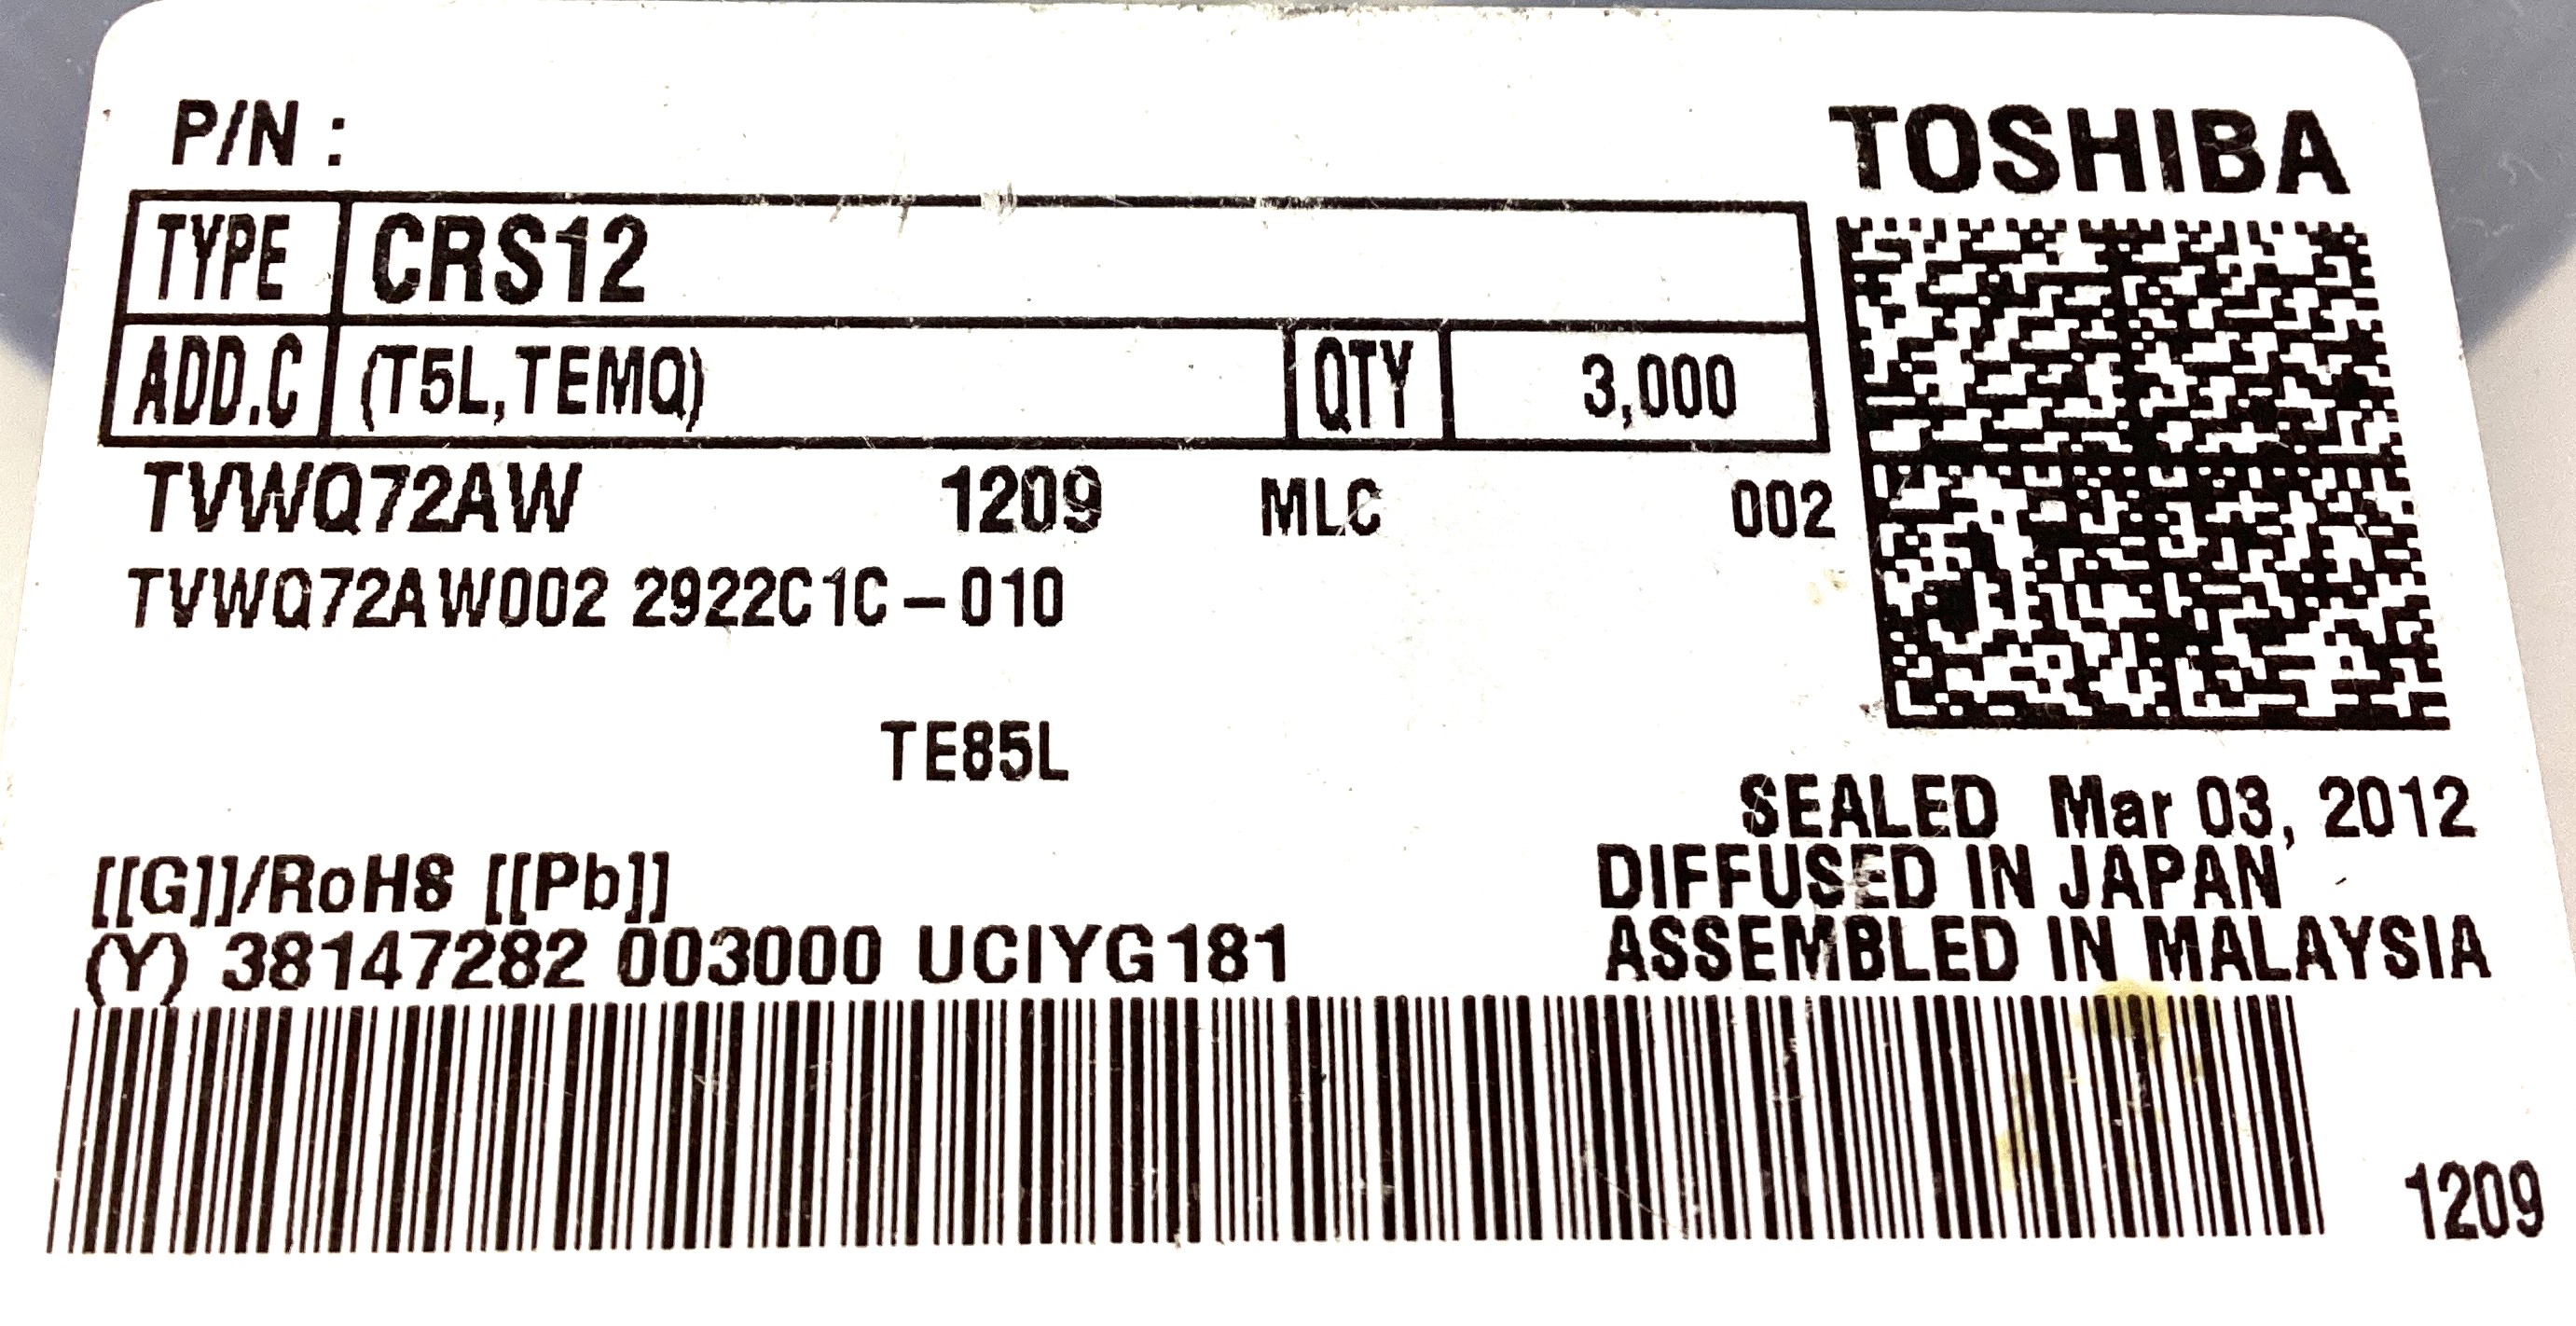 P/N :
TOSHIBA
TYPE CRS12
ADD.C (T5L,TEMQ) QTY 3,000
TVWQ72AW 1209 MLC 002
TVWQ72AW002 2922C1C-010
TE85L
SEALED Mar 03, 2012
DIFFUSED IN JAPAN
ASSEMBLED IN MALAYSIA
[[G]]/RoHS [[Pb]]
(Y) 38147282 003000 UCIYG181
1209